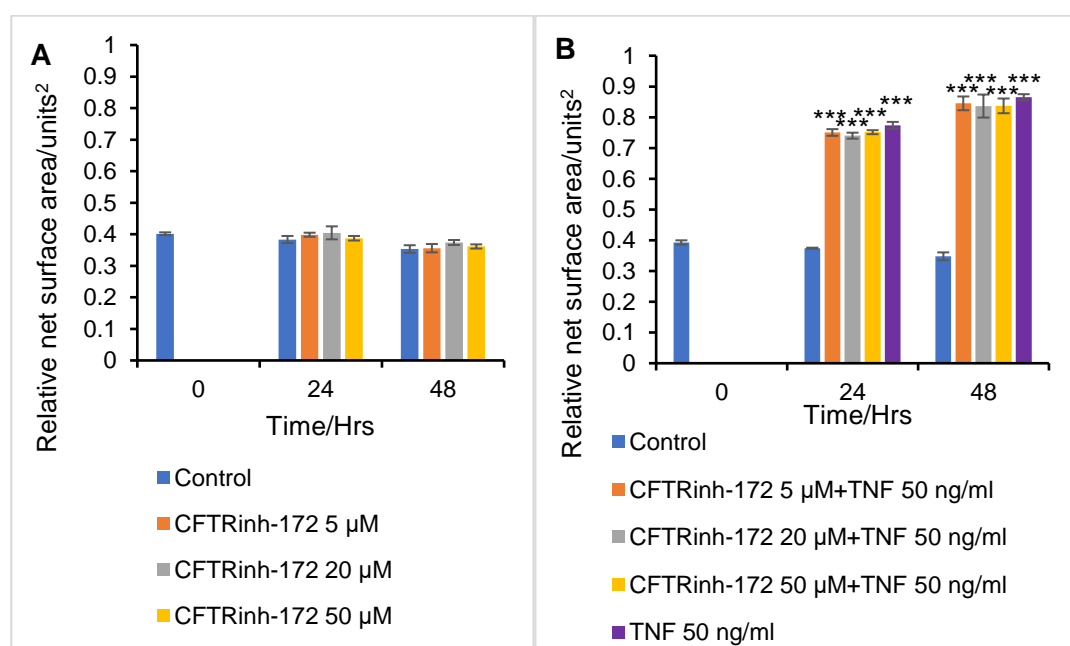 A
Relative net surface area/units²
1
0.9
0.8
0.7
0.6
0.5
0.4
0.3
0.2
0.1
0
0 24 48
Time/Hrs
Control
CFTRinh-172 5 µM
CFTRinh-172 20 µM
CFTRinh-172 50 µM
B
Relative net surface area/units²
1
0.9
0.8
0.7
0.6
0.5
0.4
0.3
0.2
0.1
0
*** *** *** ***
*** *** *** ***
0 24 48
Time/Hrs
Control
CFTRinh-172 5 µM+TNF 50 ng/ml
CFTRinh-172 20 µM+TNF 50 ng/ml
CFTRinh-172 50 µM+TNF 50 ng/ml
TNF 50 ng/ml